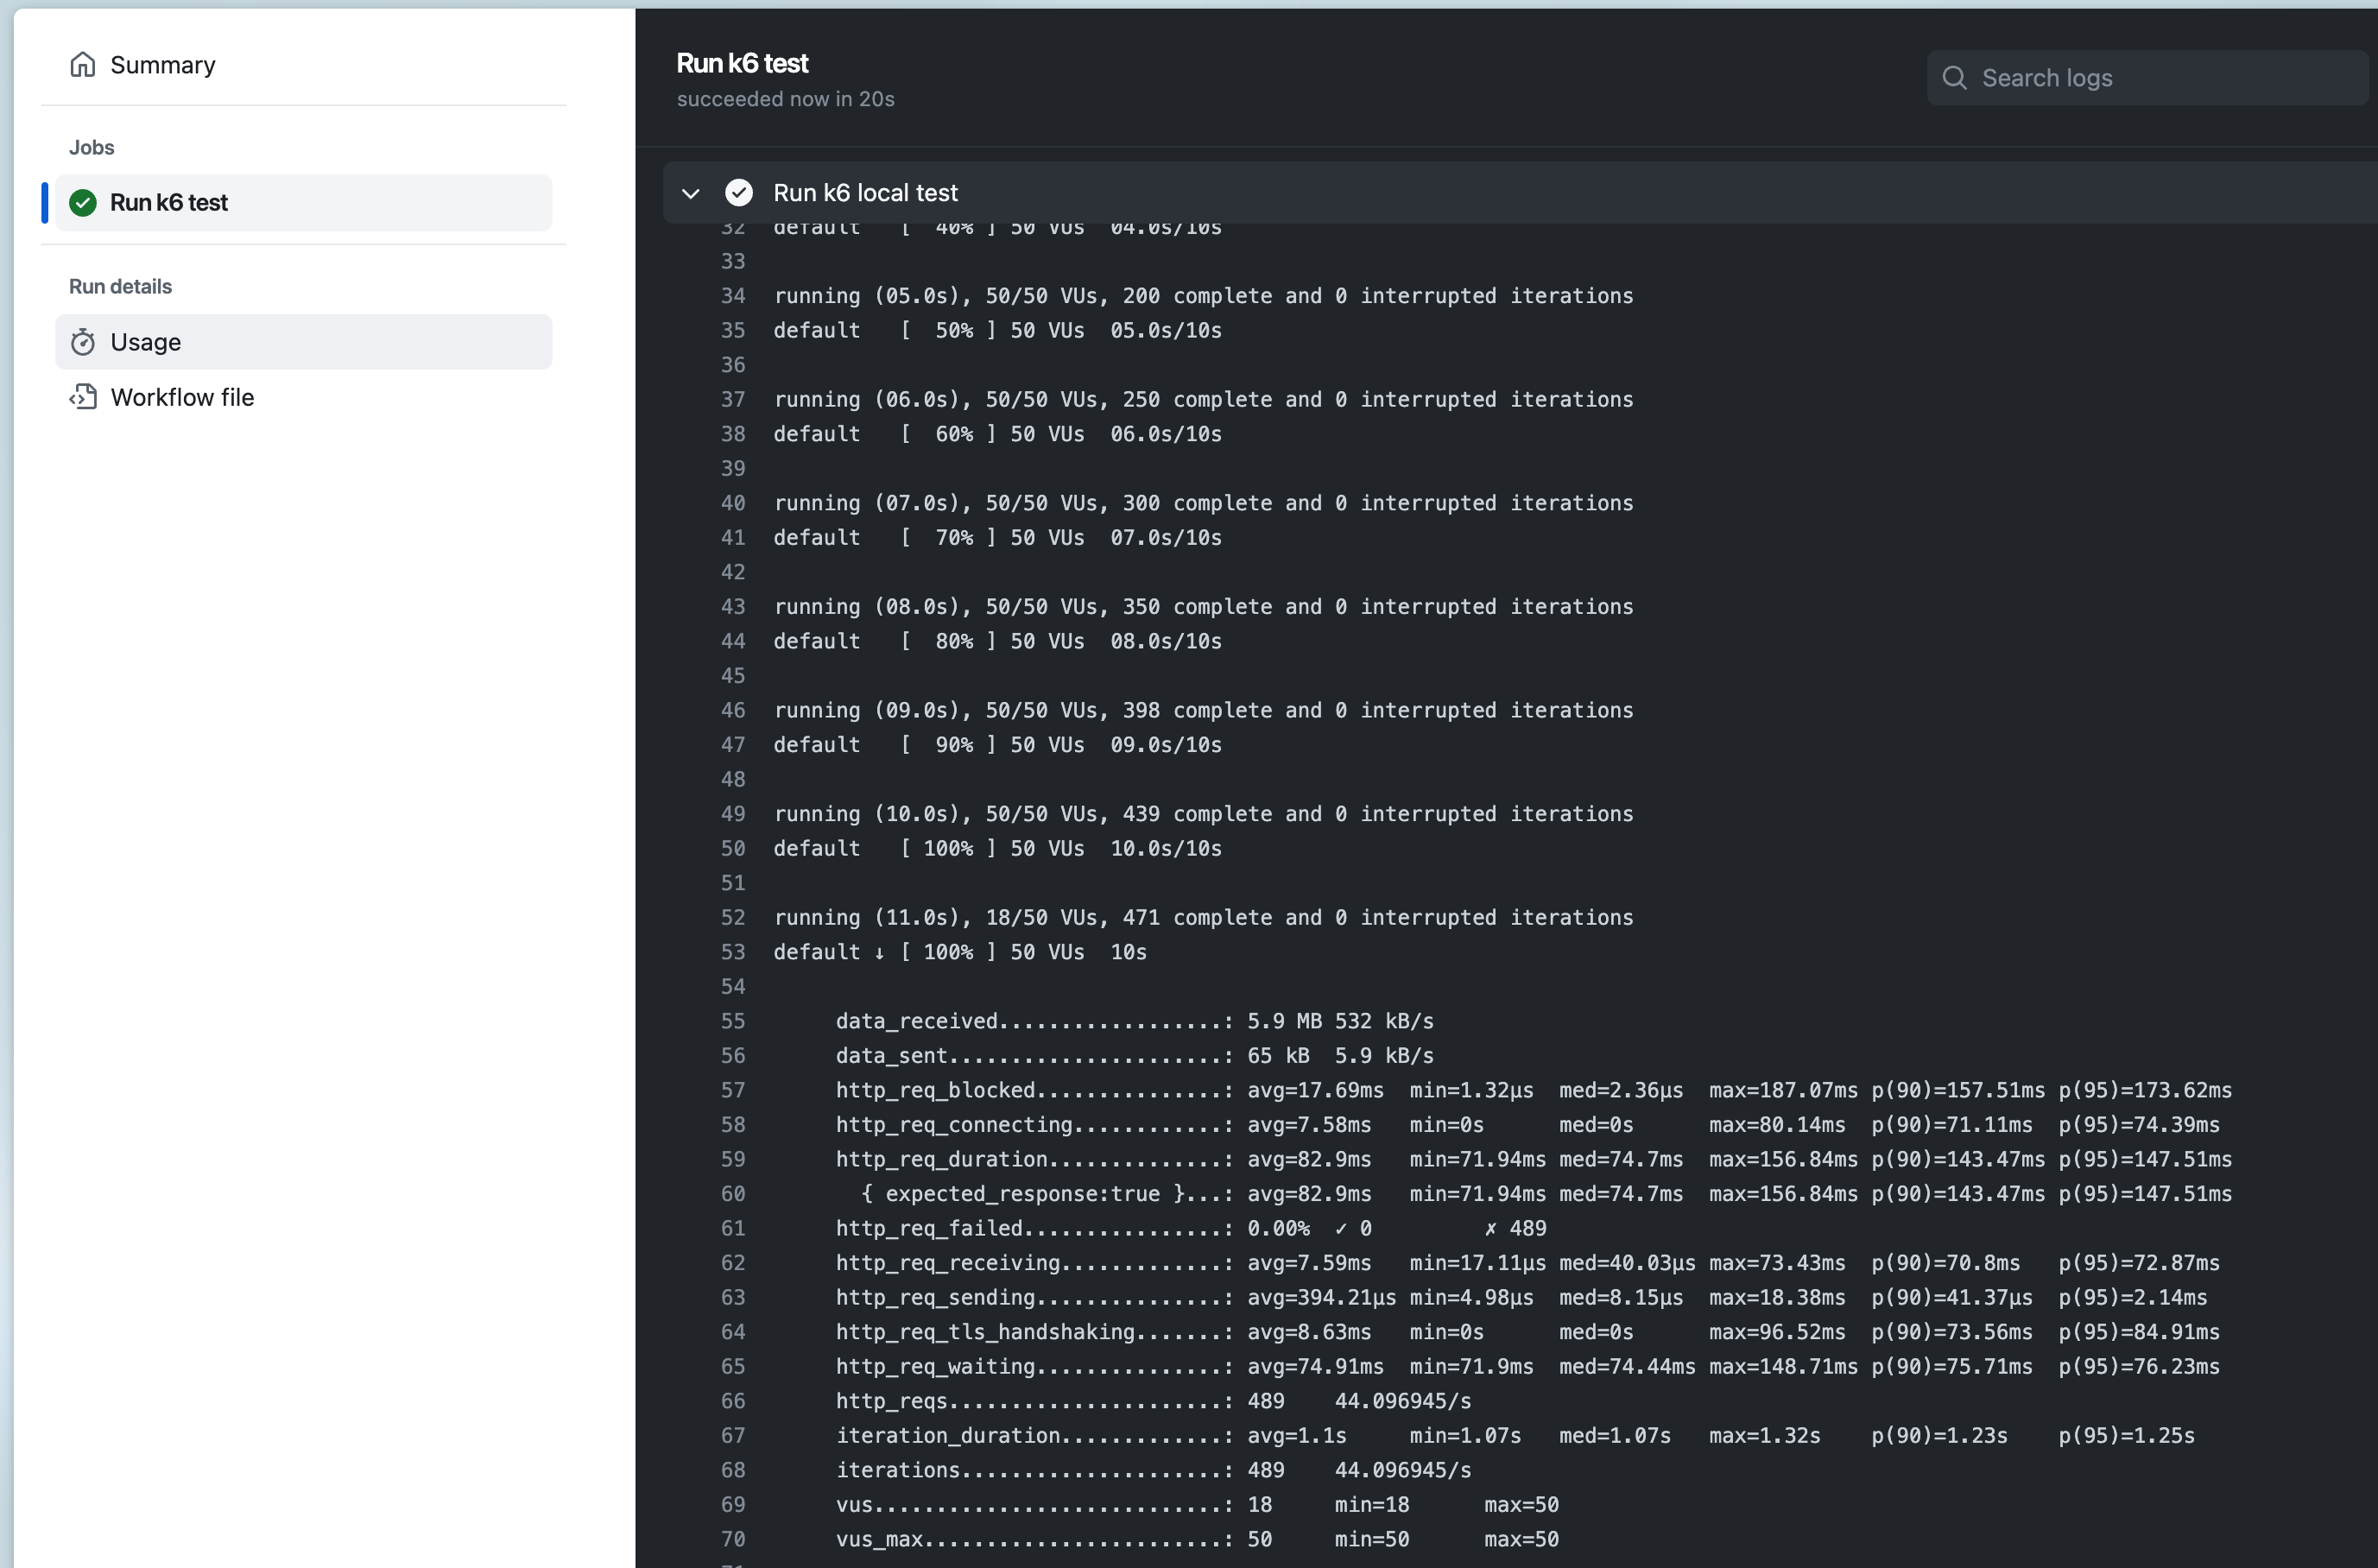 Summary
Jobs
Run k6 test
Run details
Usage
Workflow file
Run k6 test
succeeded now in 20s
Search logs
Run k6 local test
32 default   [  40% ] 50 VUs  04.0s/10s
33
34 running (05.0s), 50/50 VUs, 200 complete and 0 interrupted iterations
35 default   [  50% ] 50 VUs  05.0s/10s
36
37 running (06.0s), 50/50 VUs, 250 complete and 0 interrupted iterations
38 default   [  60% ] 50 VUs  06.0s/10s
39
40 running (07.0s), 50/50 VUs, 300 complete and 0 interrupted iterations
41 default   [  70% ] 50 VUs  07.0s/10s
42
43 running (08.0s), 50/50 VUs, 350 complete and 0 interrupted iterations
44 default   [  80% ] 50 VUs  08.0s/10s
45
46 running (09.0s), 50/50 VUs, 398 complete and 0 interrupted iterations
47 default   [  90% ] 50 VUs  09.0s/10s
48
49 running (10.0s), 50/50 VUs, 439 complete and 0 interrupted iterations
50 default   [ 100% ] 50 VUs  10.0s/10s
51
52 running (11.0s), 18/50 VUs, 471 complete and 0 interrupted iterations
53 default ↓ [ 100% ] 50 VUs  10s
54
55 data_received..................: 5.9 MB 532 kB/s
56 data_sent......................: 65 kB  5.9 kB/s
57 http_req_blocked...............: avg=17.69ms  min=1.32µs  med=2.36µs  max=187.07ms p(90)=157.51ms p(95)=173.62ms
58 http_req_connecting............: avg=7.58ms   min=0s      med=0s      max=80.14ms  p(90)=71.11ms  p(95)=74.39ms
59 http_req_duration..............: avg=82.9ms   min=71.94ms med=74.7ms  max=156.84ms p(90)=143.47ms p(95)=147.51ms
60 { expected_response:true }...: avg=82.9ms   min=71.94ms med=74.7ms  max=156.84ms p(90)=143.47ms p(95)=147.51ms
61 http_req_failed................: 0.00%  ✓ 0         ✗ 489
62 http_req_receiving.............: avg=7.59ms   min=17.11µs med=40.03µs max=73.43ms  p(90)=70.8ms   p(95)=72.87ms
63 http_req_sending...............: avg=394.21µs min=4.98µs  med=8.15µs  max=18.38ms  p(90)=41.37µs  p(95)=2.14ms
64 http_req_tls_handshaking.......: avg=8.63ms   min=0s      med=0s      max=96.52ms  p(90)=73.56ms  p(95)=84.91ms
65 http_req_waiting...............: avg=74.91ms  min=71.9ms  med=74.44ms max=148.71ms p(90)=75.71ms  p(95)=76.23ms
66 http_reqs......................: 489    44.096945/s
67 iteration_duration.............: avg=1.1s     min=1.07s   med=1.07s   max=1.32s    p(90)=1.23s    p(95)=1.25s
68 iterations.....................: 489    44.096945/s
69 vus............................: 18     min=18      max=50
70 vus_max........................: 50     min=50      max=50